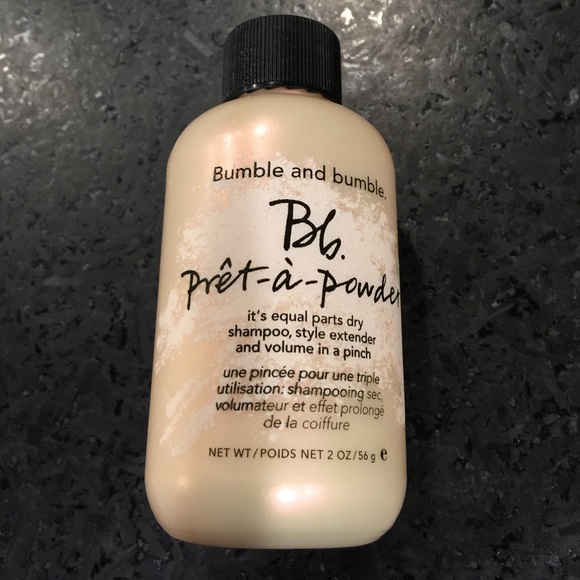 Bumble and bumble.
Bb.
prêt-à-powder
it's equal parts dry
shampoo, style extender
and volume in a pinch
une pincée pour une triple
utilisation: shampooing sec,
volumateur et effet prolongé
de la coiffure
NET WT/POIDS NET 2 OZ/56 g e